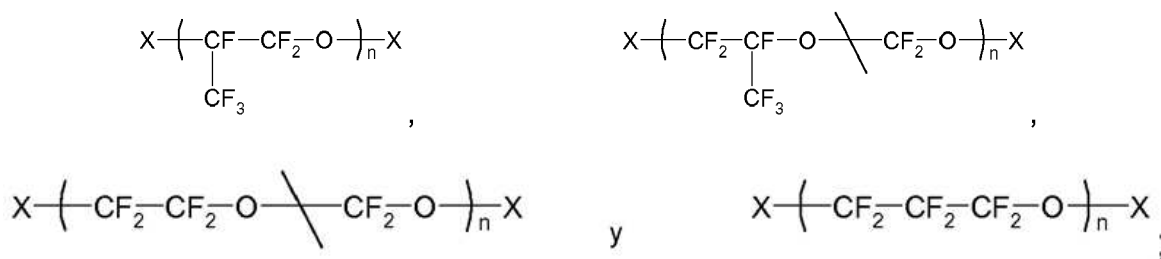 X-(CF-CF2-O)n-X X-(CF2-CF-O/CF2-O)n-X
CF3 , CF3 ,
X-(CF2-CF2-O\CF2-O)n-X y X-(CF2-CF2-CF2-O)n-X ;